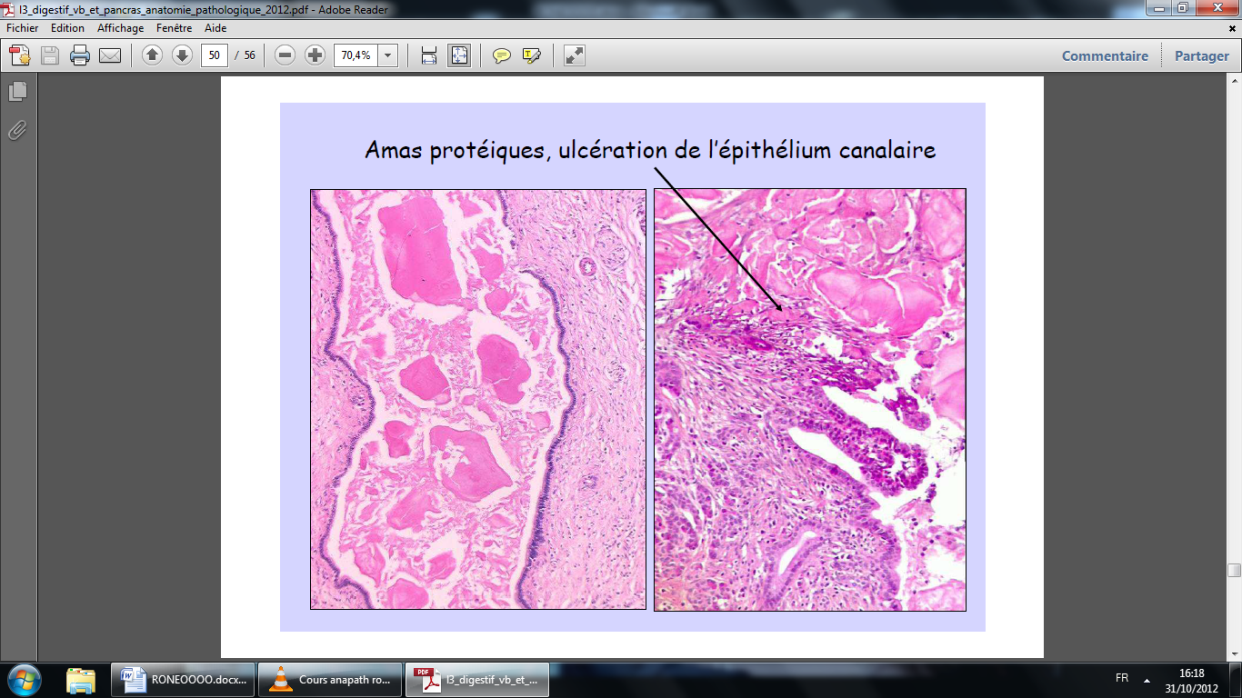 l3_digestif_vb_et_pancras_anatomie_pathologique_2012.pdf - Adobe Reader
Fichier Edition Affichage Fenêtre Aide
50 / 56 70,4% Commentaire Partager
Amas protéiques, ulcération de l'épithélium canalaire
RONEOOOO.docx... Cours anapath ro... l3_digestif_vb_et_... FR 16:18
31/10/2012